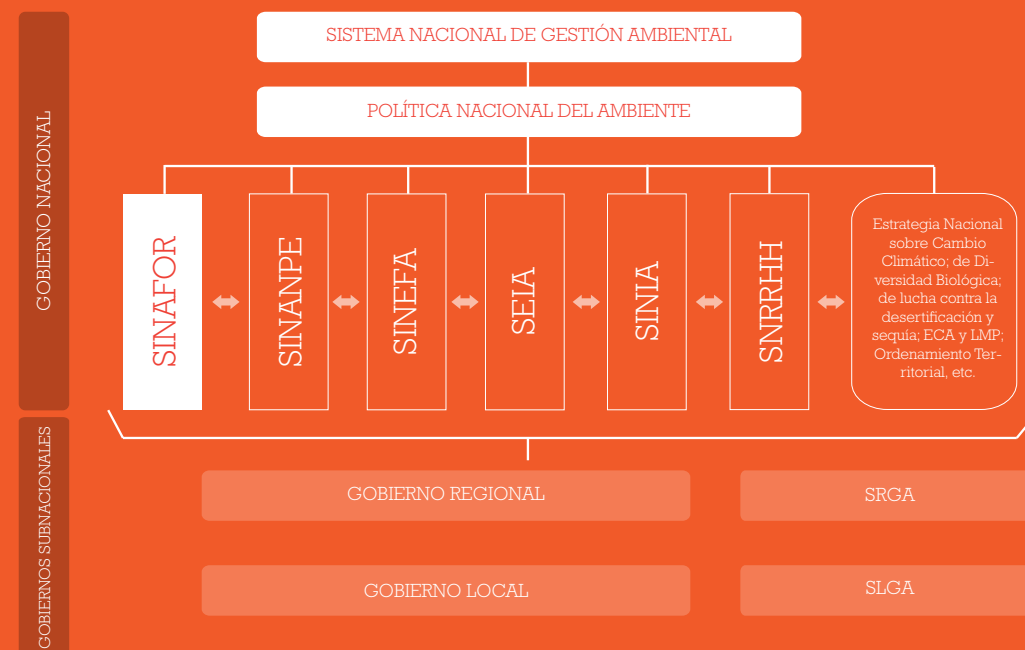 GOBIERNO NACIONAL
SISTEMA NACIONAL DE GESTIÓN AMBIENTAL
POLÍTICA NACIONAL DEL AMBIENTE
SINAFOR
SINANPE
SINEFA
SEIA
SINIA
SNRRHH
Estrategia Nacional
sobre Cambio
Climático; de Di-
versidad Biológica;
de lucha contra la
desertificación y
sequía; ECA y LMP;
Ordenamiento Ter-
ritorial, etc.
GOBIERNOS SUBNACIONALES
GOBIERNO REGIONAL
SRGA
GOBIERNO LOCAL
SLGA